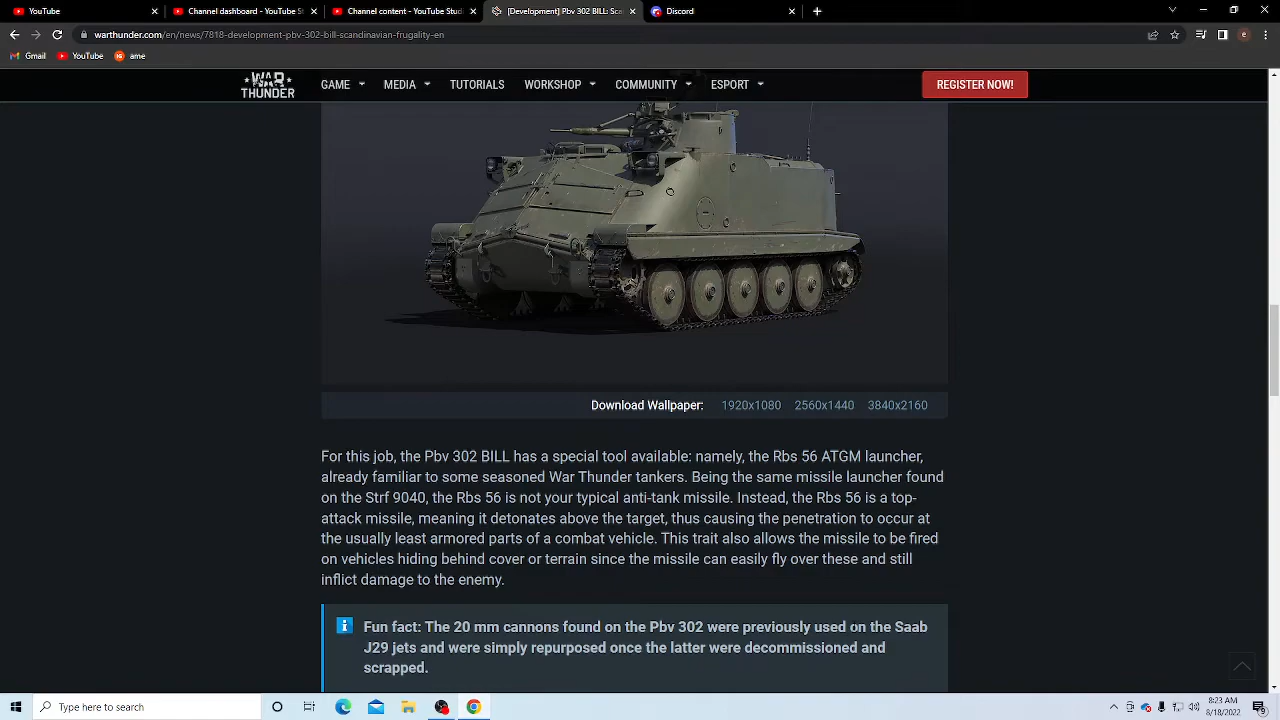 YouTube
Channel dashboard - YouTube S
Channel content - YouTube Studi
[Development] Pbv 302 BILL: Sca
Discord
warthunder.com/en/news/7818-development-pbv-302-bill-scandinavian-frugality-en
e
Gmail
YouTube
ame
WAR THUNDER
GAME
MEDIA
TUTORIALS
WORKSHOP
COMMUNITY
ESPORT
REGISTER NOW!
Download Wallpaper: 1920x1080 2560x1440 3840x2160
For this job, the Pbv 302 BILL has a special tool available: namely, the Rbs 56 ATGM launcher,
already familiar to some seasoned War Thunder tankers. Being the same missile launcher found
on the Strf 9040, the Rbs 56 is not your typical anti-tank missile. Instead, the Rbs 56 is a top-
attack missile, meaning it detonates above the target, thus causing the penetration to occur at
the usually least armored parts of a combat vehicle. This trait also allows the missile to be fired
on vehicles hiding behind cover or terrain since the missile can easily fly over these and still
inflict damage to the enemy.
Fun fact: The 20 mm cannons found on the Pbv 302 were previously used on the Saab
J29 jets and were simply repurposed once the latter were decommissioned and
scrapped.
Type here to search
8:23 AM
8/18/2022